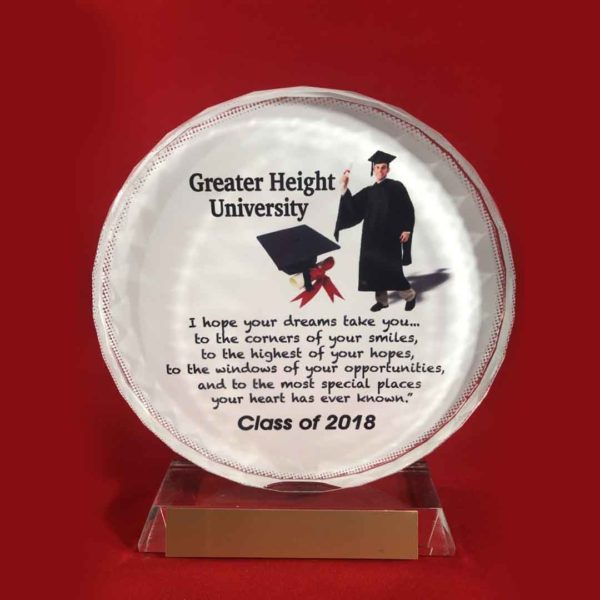 Greater Height
University
I hope your dreams take you...
to the corners of your smiles,
to the highest of your hopes,
to the windows of your opportunities,
and to the most special places
your heart has ever known."
Class of 2018